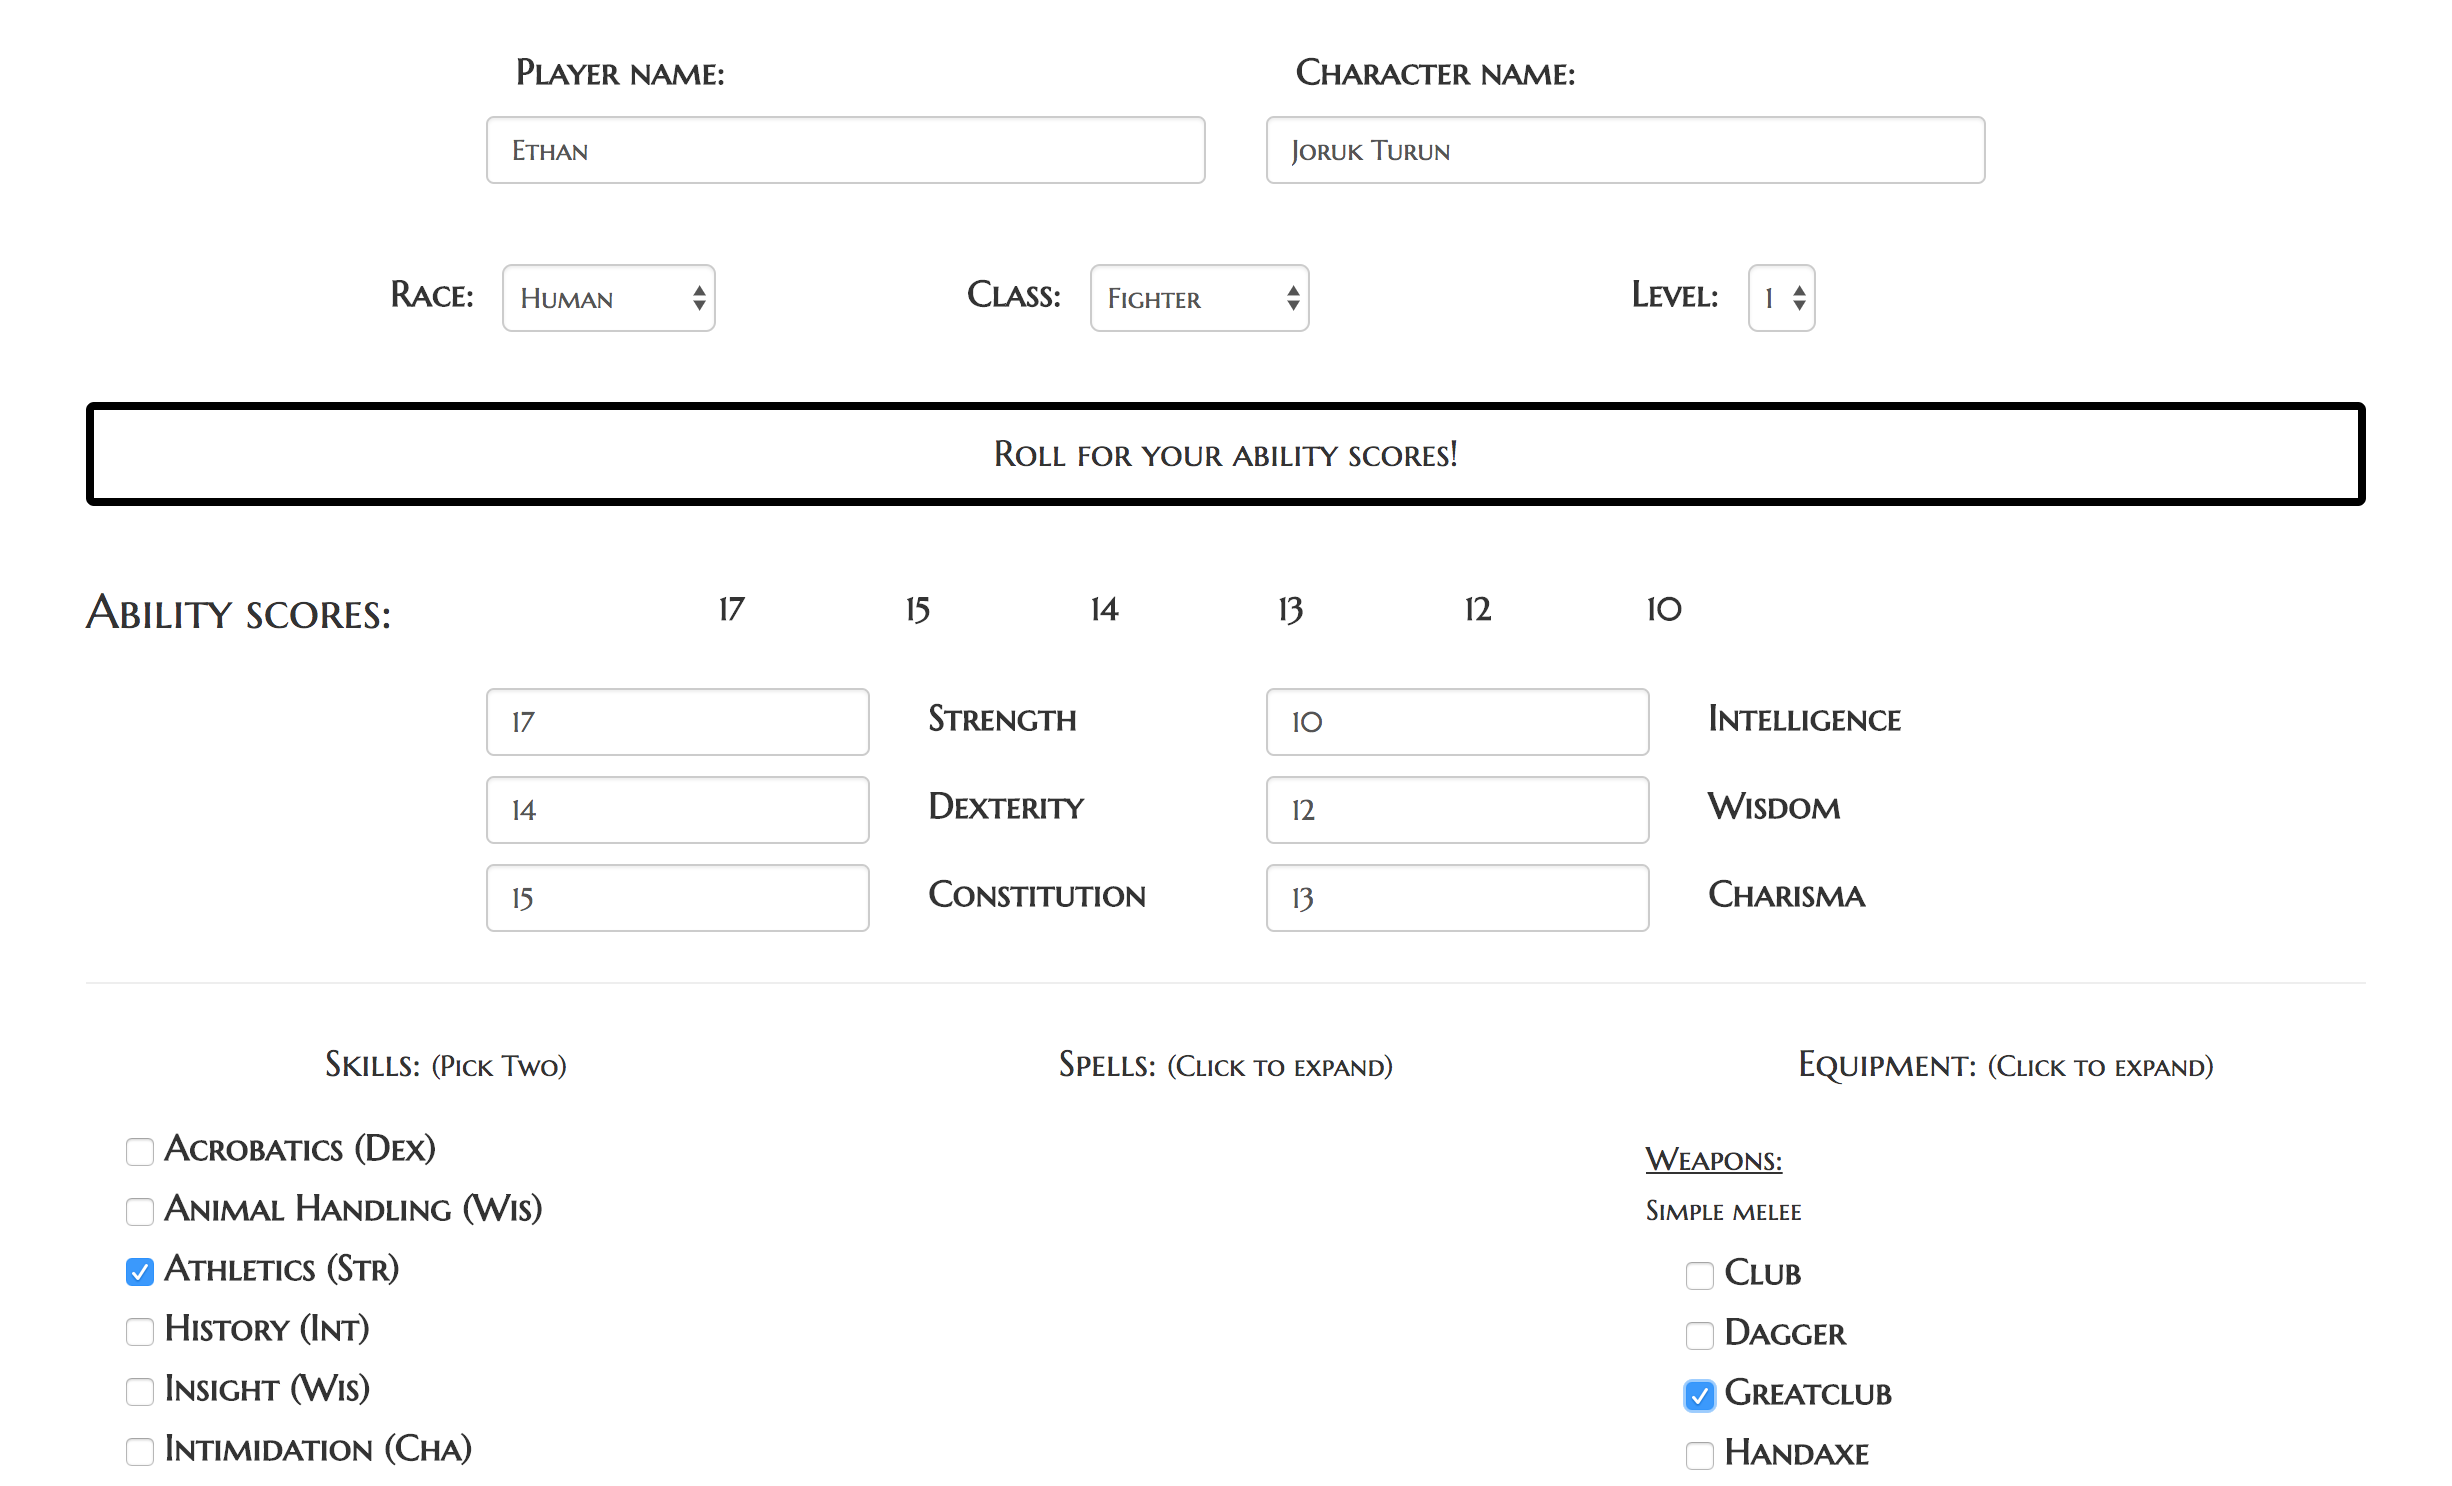 Player name: Character name:
Ethan Joruk Turun
Race: Human Class: Fighter Level: 1
Roll for your ability scores!
Ability scores: 17 15 14 13 12 10
17 Strength 10 Intelligence
14 Dexterity 12 Wisdom
15 Constitution 13 Charisma
Skills: (Pick Two) Spells: (Click to expand) Equipment: (Click to expand)
Acrobatics (Dex)
Animal Handling (Wis)
Athletics (Str)
History (Int)
Insight (Wis)
Intimidation (Cha)
Weapons:
Simple melee
Club
Dagger
Greatclub
Handaxe